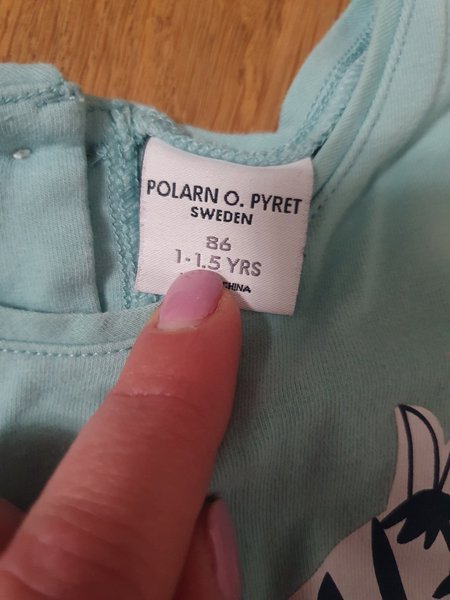 POLARN O. PYRET
SWEDEN
86
1-1.5 YRS
CHINA